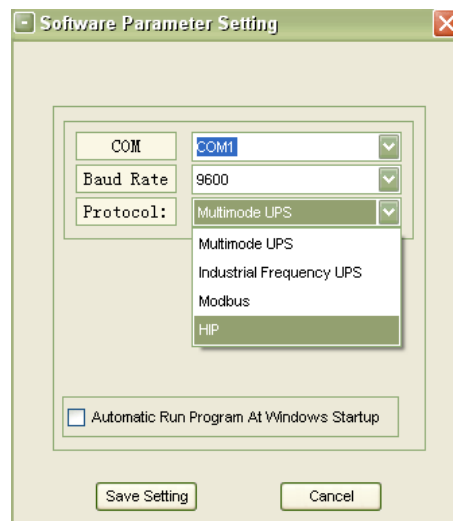 Software Parameter Setting
COM COM1
Baud Rate 9600
Protocol: Multimode UPS
Multimode UPS
Industrial Frequency UPS
Modbus
HIP
Automatic Run Program At Windows Startup
Save Setting Cancel